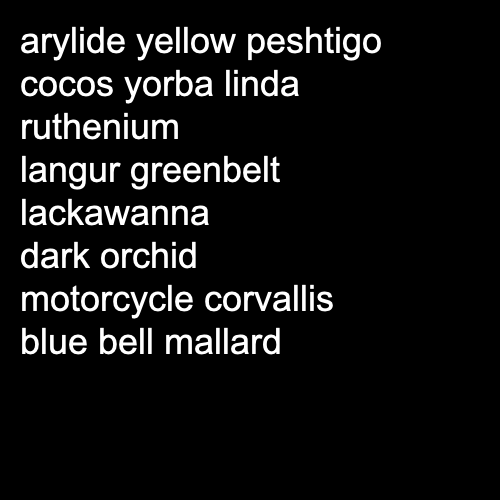 arylide yellow peshtigo
cocos yorba linda
ruthenium
langur greenbelt
lackawanna
dark orchid
motorcycle corvallis
blue bell mallard